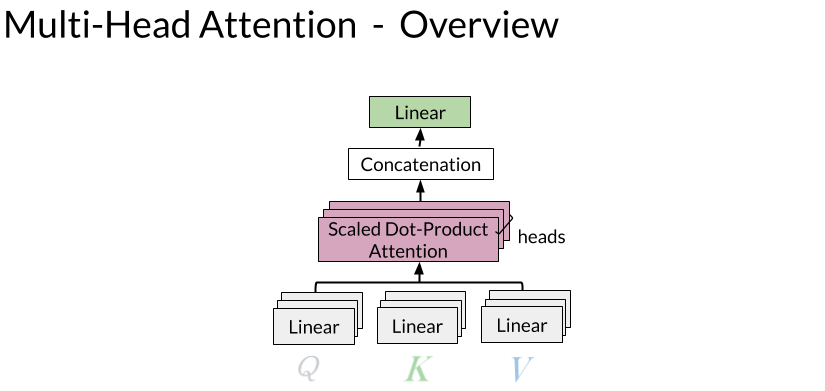 Multi-Head Attention - Overview
Linear
Concatenation
Scaled Dot-Product
Attention
heads
Linear
Linear
Linear
Q
K
V